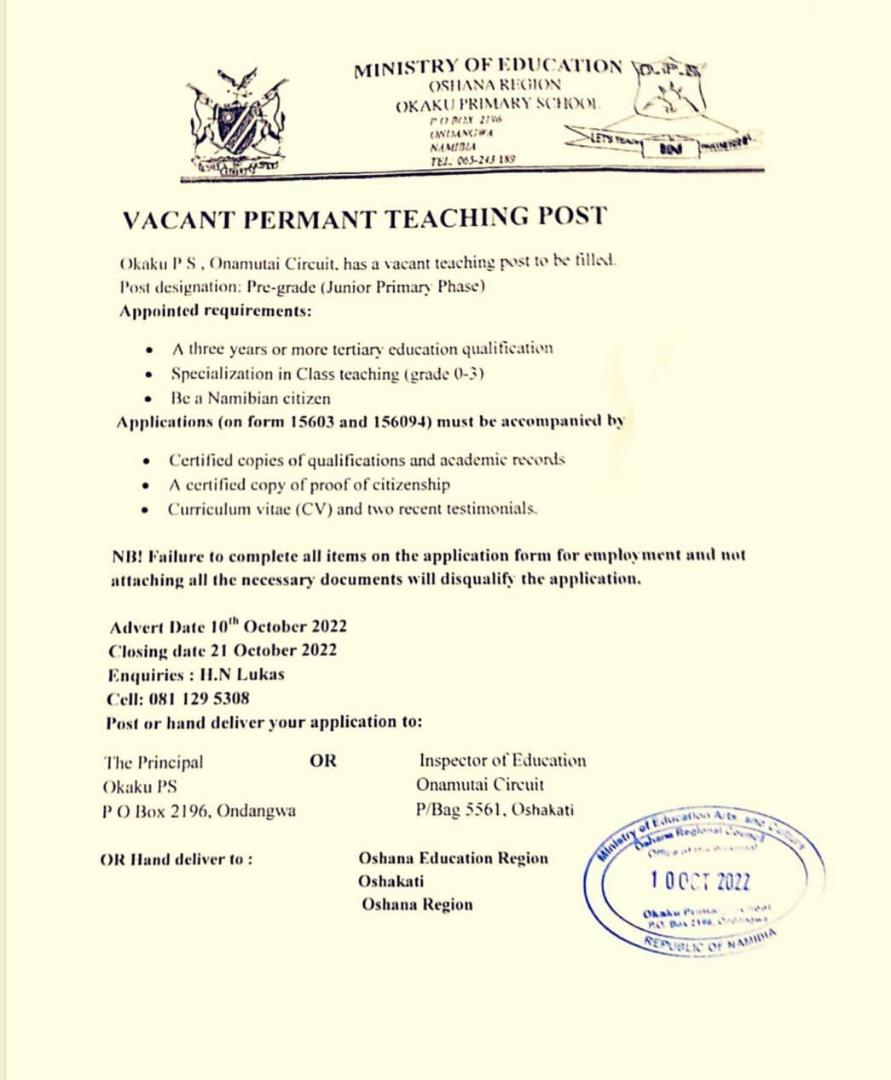 MINISTRY OF EDUCATION
OSHANA REGION
OKAKU PRIMARY SCHOOL
P O BOX 2196
ONDANGWA
NAMIBIA
TEL. 065-243 189
O.P.S
LETS TEACH
VACANT PERMANT TEACHING POST
Okaku P S , Onamutai Circuit, has a vacant teaching post to be filled.
Post designation: Pre-grade (Junior Primary Phase)
Appointed requirements:
• A three years or more tertiary education qualification
• Specialization in Class teaching (grade 0-3)
• Be a Namibian citizen
Applications (on form 15603 and 156094) must be accompanied by
• Certified copies of qualifications and academic records
• A certified copy of proof of citizenship
• Curriculum vitae (CV) and two recent testimonials.
NB! Failure to complete all items on the application form for employment and not
attaching all the necessary documents will disqualify the application.
Advert Date 10th October 2022
Closing date 21 October 2022
Enquiries : H.N Lukas
Cell: 081 129 5308
Post or hand deliver your application to:
The Principal OR Inspector of Education
Okaku PS Onamutai Circuit
P O Box 2196, Ondangwa P/Bag 5561, Oshakati
OR Hand deliver to : Oshana Education Region
Oshakati
Oshana Region
Ministry of Education Arts and Culture
Oshana Regional Council
Office of the Principal
10 OCT 2022
Okaku Primary School
P.O. Box 2196, Ondangwa
REPUBLIC OF NAMIBIA